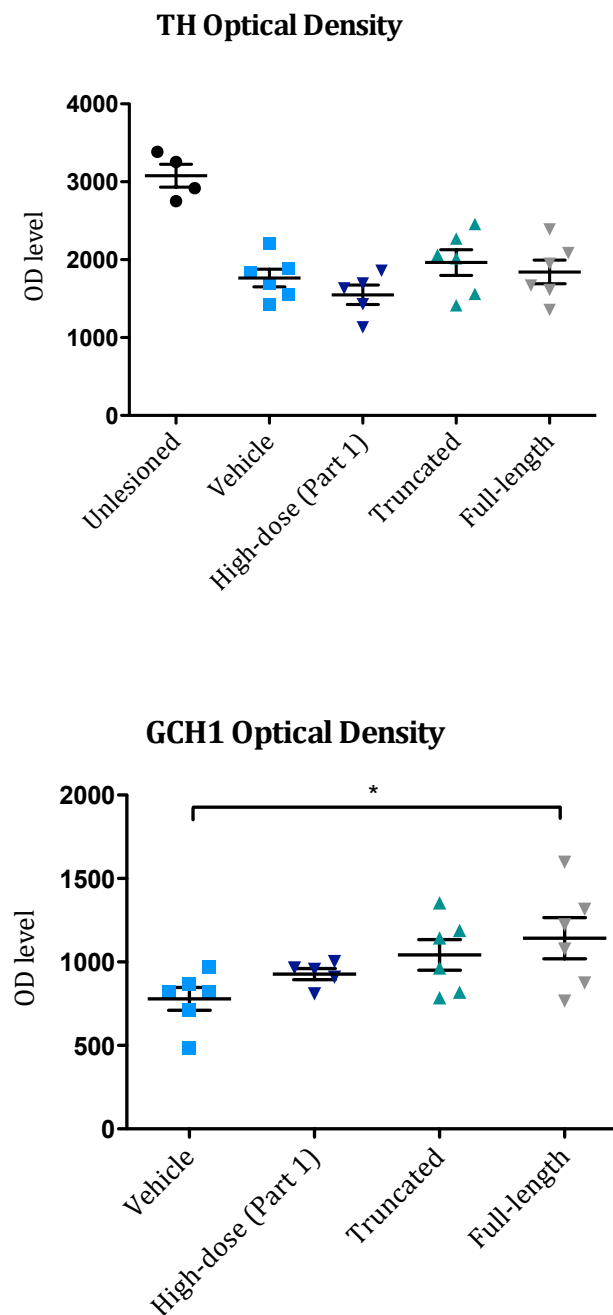 TH Optical Density
4000
3000
2000
1000
0
OD level
Unlesioned
Vehicle
High-dose (Part 1)
Truncated
Full-length
GCH1 Optical Density
*
2000
1500
1000
500
0
OD level
Vehicle
High-dose (Part 1)
Truncated
Full-length